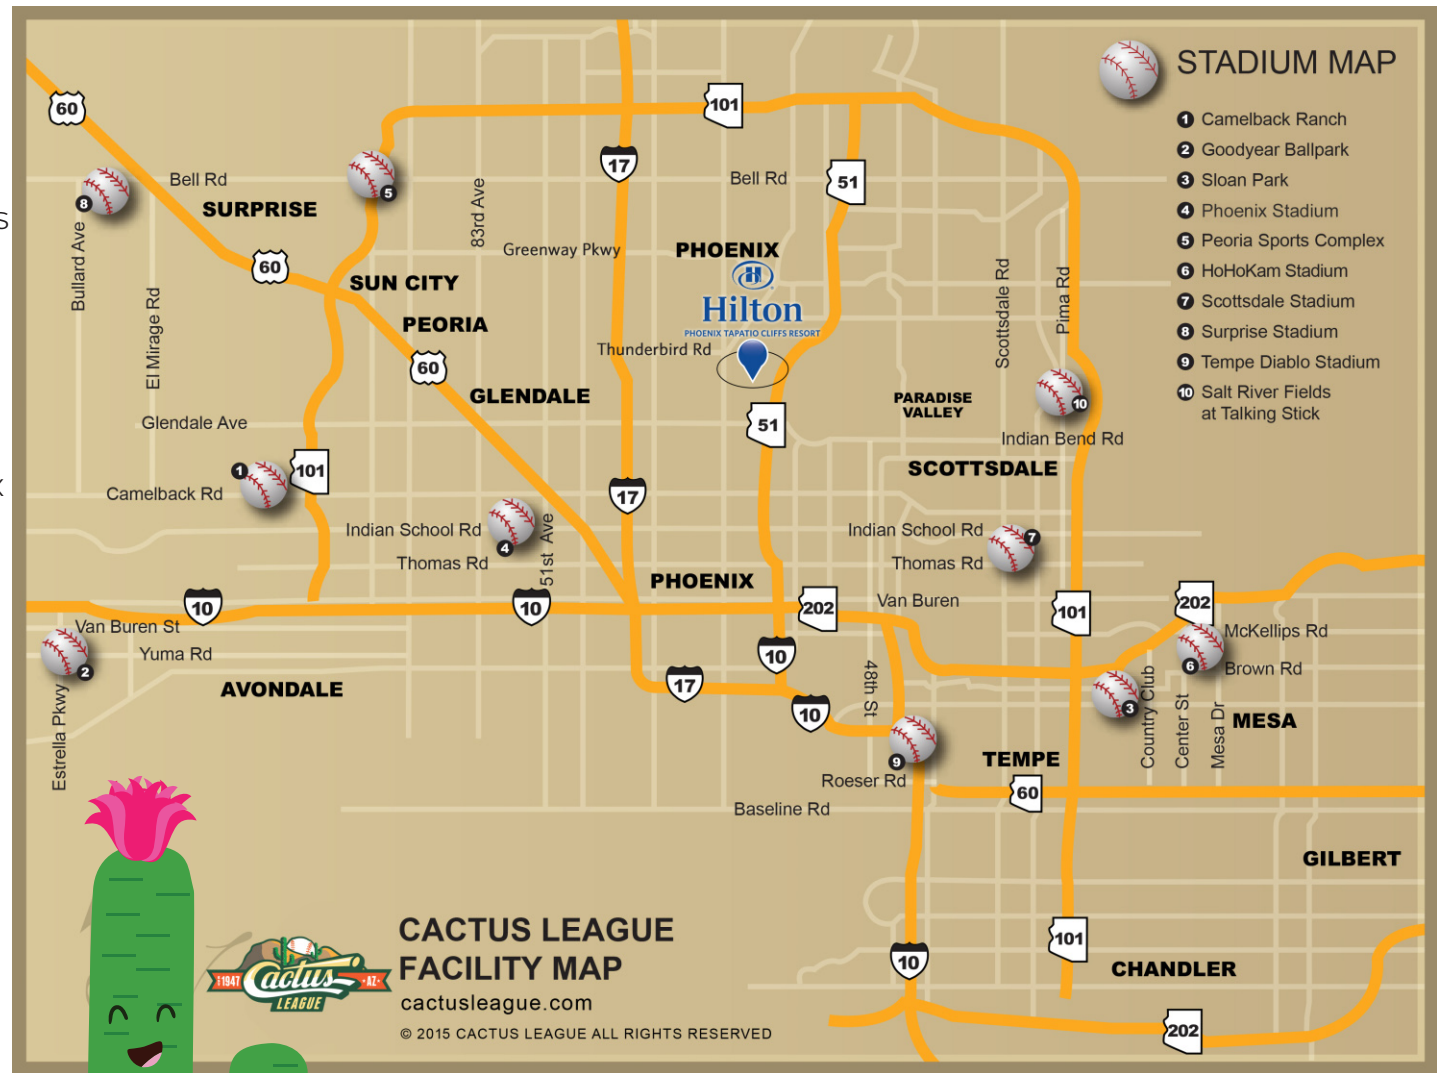 STADIUM MAP
1 Camelback Ranch
2 Goodyear Ballpark
3 Sloan Park
4 Phoenix Stadium
5 Peoria Sports Complex
6 HoHoKam Stadium
7 Scottsdale Stadium
8 Surprise Stadium
9 Tempe Diablo Stadium
10 Salt River Fields
at Talking Stick
60
101
17
51
Bell Rd
Bell Rd
5
8
SURPRISE
83rd Ave
S
Bullard Ave
Greenway Pkwy
PHOENIX
60
SUN CITY
H
Hilton
PHOENIX TAPATIO CLIFFS RESORT
Scottsdale Rd
Pima Rd
El Mirage Rd
PEORIA
Thunderbird Rd
60
GLENDALE
PARADISE
VALLEY
10
Glendale Ave
51
Indian Bend Rd
SCOTTSDALE
1
101
K
Camelback Rd
17
Indian School Rd
4
51st Ave
Thomas Rd
Indian School Rd
7
Thomas Rd
PHOENIX
10
10
202
Van Buren
101
202
Van Buren St
Yuma Rd
2
Estrella Pkwy
AVONDALE
10
17
10
48th St
McKellips Rd
6
Brown Rd
3
Country Club
Center St
Mesa Dr
MESA
9
TEMPE
Roeser Rd
60
Baseline Rd
GILBERT
101
10
CHANDLER
202
CACTUS LEAGUE
FACILITY MAP
cactusleague.com
© 2015 CACTUS LEAGUE ALL RIGHTS RESERVED
1947
Cactus
AZ
LEAGUE